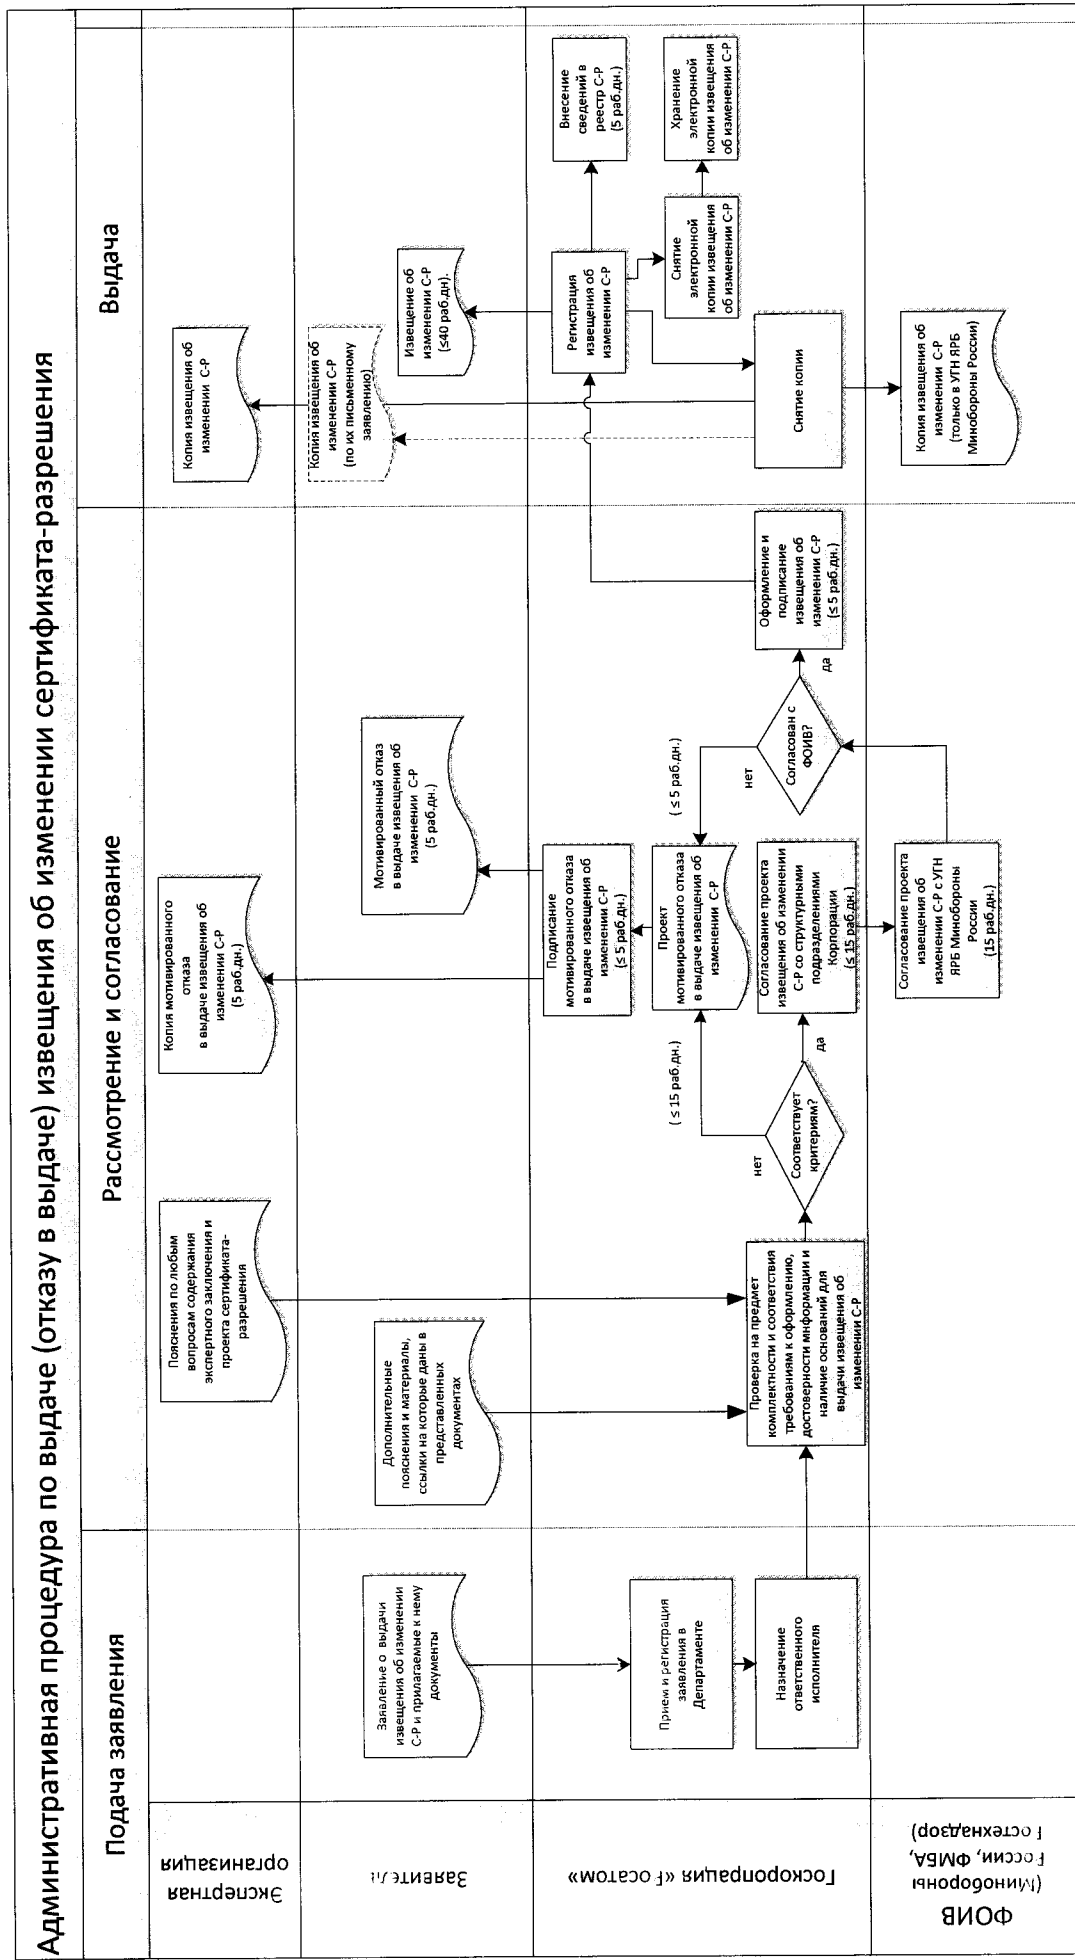 Административная процедура по выдаче (отказу в выдаче) извещения об изменении сертификата-разрешения
Подача заявления
Рассмотрение и согласование
Выдача
Экспертная
организация
Пояснения по любым
вопросам содержания
экспертного заключения и
проекта сертификата-
разрешения
Копия мотивированного
отказа
в выдаче извещения об
изменении С-Р
(5 раб.дн.)
Копия извещения об
изменении С-Р
Заявитель
Заявление о выдачи
извещения об изменении
С-Р и прилагаемые к нему
документы
Дополнительные
пояснения и материалы,
ссылки на которые даны в
представленных
документах
Мотивированный отказ
в выдаче извещения об
изменении С-Р
(5 раб.дн.)
Копия извещения об
изменении С-Р
(по их письменному
заявлению)
Извещение об
изменении С-Р
(≤40 раб.дн).
Госкоропрация «Росатом»
Прием и регистрация
заявления в
Департаменте
Назначение
ответственного
исполнителя
Проверка на предмет
комплектности и соответствия
требованиям к оформлению,
достоверности мнформации и
наличие оснований для
выдачи извещения об
изменении С-Р
Соответствует
критериям?
нет
да
( ≤ 15 раб.дн.)
Подписание
мотивированного отказа
в выдаче извещения об
изменении С-Р
(≤ 5 раб.дн.)
Проект
мотивированного отказа
в выдаче извещения об
изменении С-Р
Согласование проекта
извещения об изменении
С-Р со структурными
подразделениями
Корпорации
(≤ 15 раб.дн.)
( ≤ 5 раб.дн.)
нет
Согласован с
ФОИВ?
да
Оформление и
подписание
извещения об
изменении С-Р
(≤ 5 раб.дн.)
Регистрация
извещения об
изменении С-Р
Внесение
сведений в
реестр С-Р
(5 раб.дн.)
Снятие
электронной
копии извещения
об изменении С-Р
Хранение
электронной
копии извещения
об изменении С-Р
Снятие копии
ФОИВ
(Минобороны
России, ФМБА,
Ростехнадзор)
Согласование проекта
извещения об
изменении С-Р с УГН
ЯРБ Минобороны
России
(15 раб.дн.)
Копия извещения об
изменении С-Р
(только в УГН ЯРБ
Минобороны России)